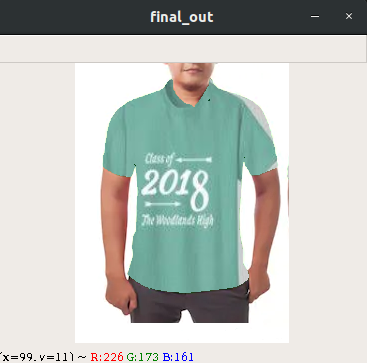 final_out
Class of
2018
The Woodlands High
(x=99, y=11) ~ R:226 G:173 B:161